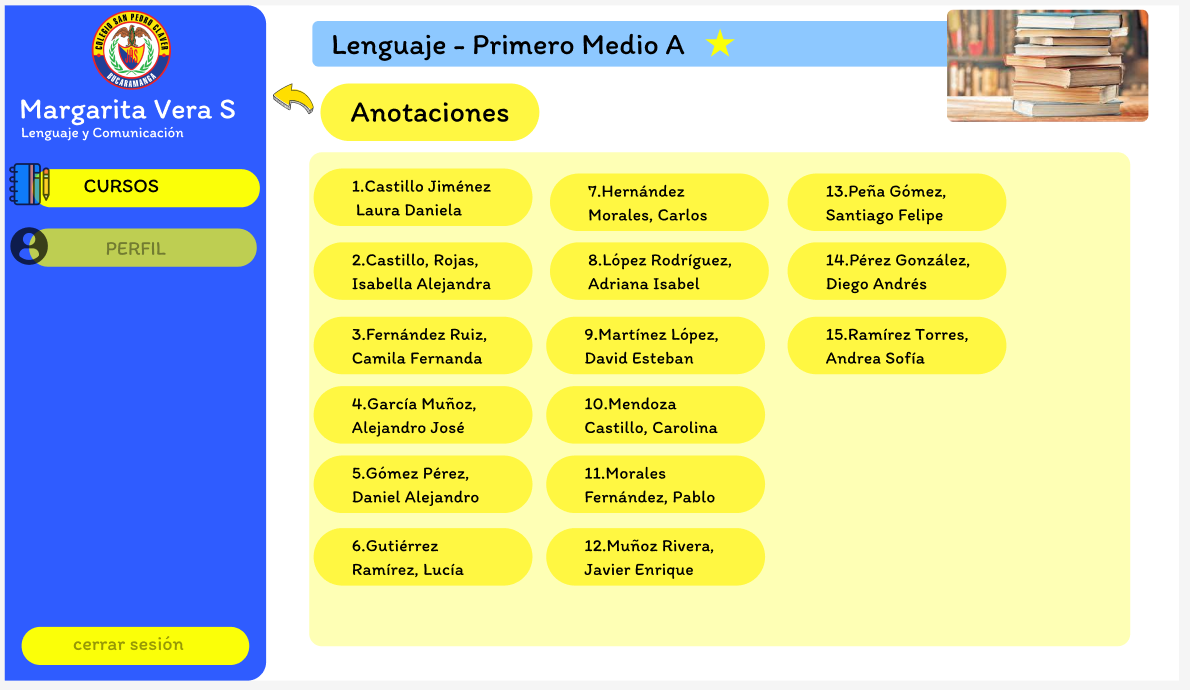 COLEGIO SAN PEDRO CLAVER
BUCARAMANGA
Margarita Vera S
Lenguaje y Comunicación
CURSOS
PERFIL
cerrar sesión
Lenguaje - Primero Medio A
Anotaciones
1.Castillo Jiménez
Laura Daniela
2.Castillo, Rojas,
Isabella Alejandra
3.Fernández Ruiz,
Camila Fernanda
4.García Muñoz,
Alejandro José
5.Gómez Pérez,
Daniel Alejandro
6.Gutiérrez
Ramírez, Lucía
7.Hernández
Morales, Carlos
8.López Rodríguez,
Adriana Isabel
9.Martínez López,
David Esteban
10.Mendoza
Castillo, Carolina
11.Morales
Fernández, Pablo
12.Muñoz Rivera,
Javier Enrique
13.Peña Gómez,
Santiago Felipe
14.Pérez González,
Diego Andrés
15.Ramírez Torres,
Andrea Sofía